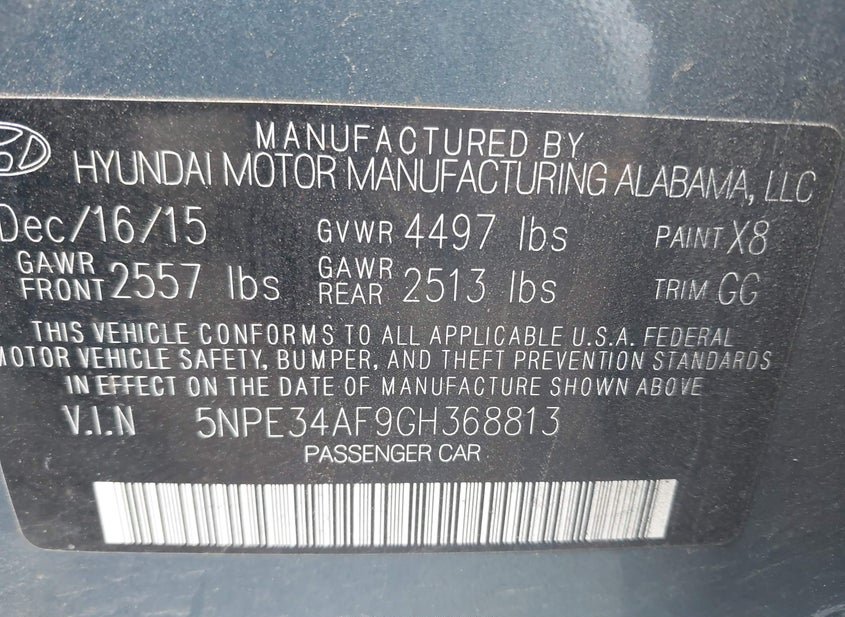 MANUFACTURED BY
HYUNDAI MOTOR MANUFACTURING ALABAMA, LLC
Dec/16/15 GVWR 4497 lbs PAINT X8
GAWR FRONT 2557 lbs GAWR REAR 2513 lbs TRIM GG
THIS VEHICLE CONFORMS TO ALL APPLICABLE U.S.A. FEDERAL
MOTOR VEHICLE SAFETY, BUMPER, AND THEFT PREVENTION STANDARDS
IN EFFECT ON THE DATE OF MANUFACTURE SHOWN ABOVE
V.I.N 5NPE34AF9GH368813
PASSENGER CAR